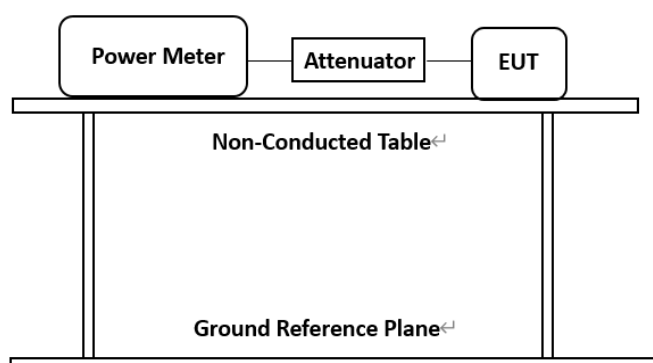 Power Meter
Attenuator
EUT
Non-Conducted Table↵
Ground Reference Plane↵